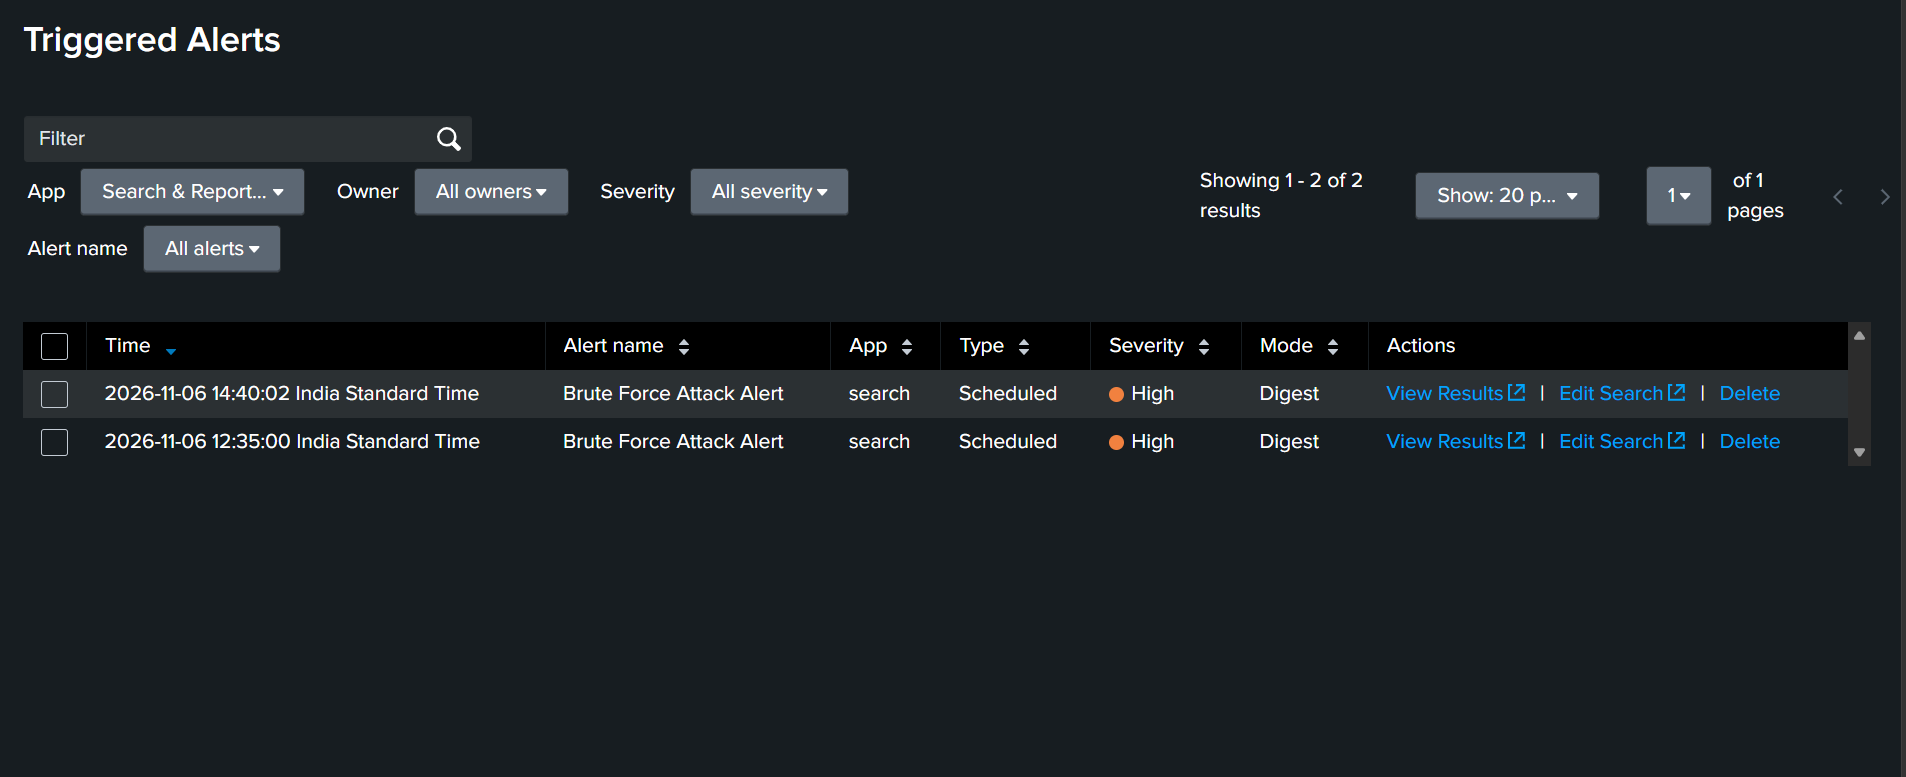 Triggered Alerts
Filter
App Search & Report... Owner All owners Severity All severity
Showing 1 - 2 of 2
results
Show: 20 p...
1
of 1
pages
Alert name All alerts
Time Alert name App Type Severity Mode Actions
2026-11-06 14:40:02 India Standard Time Brute Force Attack Alert search Scheduled High Digest View Results | Edit Search | Delete
2026-11-06 12:35:00 India Standard Time Brute Force Attack Alert search Scheduled High Digest View Results | Edit Search | Delete